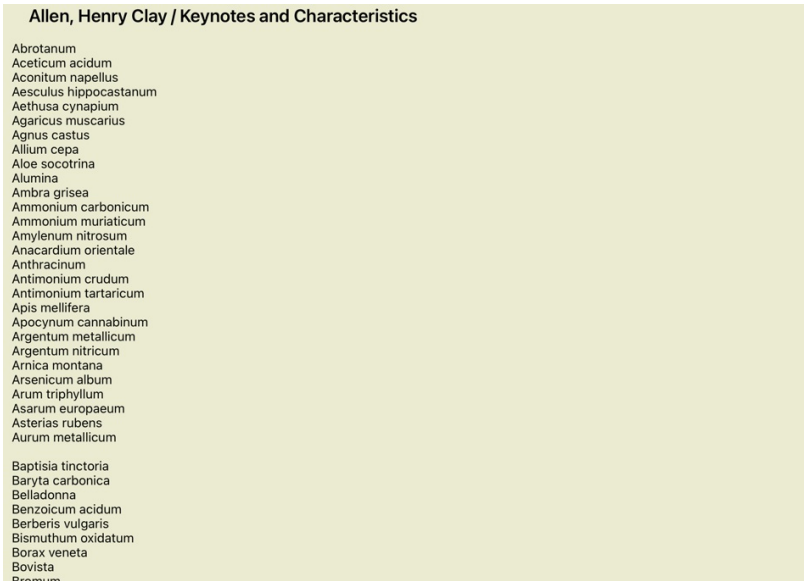 Allen, Henry Clay / Keynotes and Characteristics
Abrotanum
Aceticum acidum
Aconitum napellus
Aesculus hippocastanum
Aethusa cynapium
Agaricus muscarius
Agnus castus
Allium cepa
Aloe socotrina
Alumina
Ambra grisea
Ammonium carbonicum
Ammonium muriaticum
Amylenum nitrosum
Anacardium orientale
Anthracinum
Antimonium crudum
Antimonium tartaricum
Apis mellifera
Apocynum cannabinum
Argentum metallicum
Argentum nitricum
Arnica montana
Arsenicum album
Arum triphyllum
Asarum europaeum
Asterias rubens
Aurum metallicum
Baptisia tinctoria
Baryta carbonica
Belladonna
Benzoicum acidum
Berberis vulgaris
Bismuthum oxidatum
Borax veneta
Bovista
Bromum